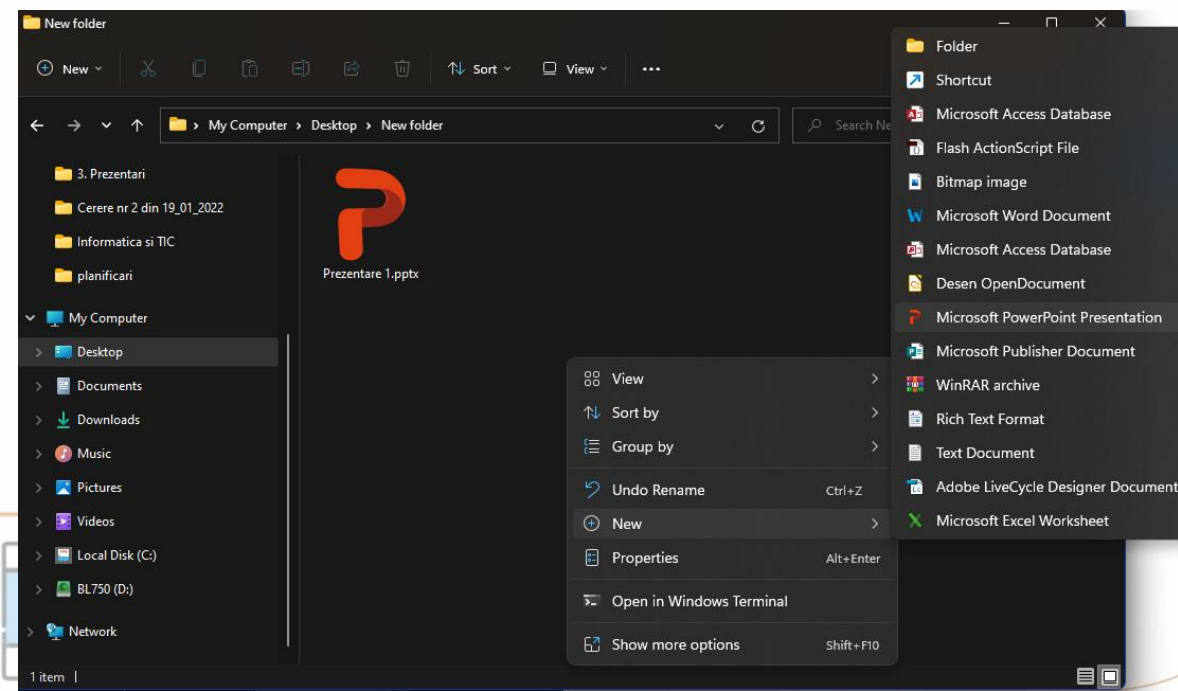 New folder
New
Sort
View
My Computer > Desktop > New folder
Search Ne
3. Prezentari
Cerere nr 2 din 19_01_2022
Informatica si TIC
planificari
My Computer
Desktop
Documents
Downloads
Music
Pictures
Videos
Local Disk (C:)
BL750 (D:)
Network
Prezentare 1.pptx
View
Sort by
Group by
Undo Rename Ctrl+Z
New
Properties Alt+Enter
Open in Windows Terminal
Show more options Shift+F10
Folder
Shortcut
Microsoft Access Database
Flash ActionScript File
Bitmap image
Microsoft Word Document
Microsoft Access Database
Desen OpenDocument
Microsoft PowerPoint Presentation
Microsoft Publisher Document
WinRAR archive
Rich Text Format
Text Document
Adobe LiveCycle Designer Document
Microsoft Excel Worksheet
1 item